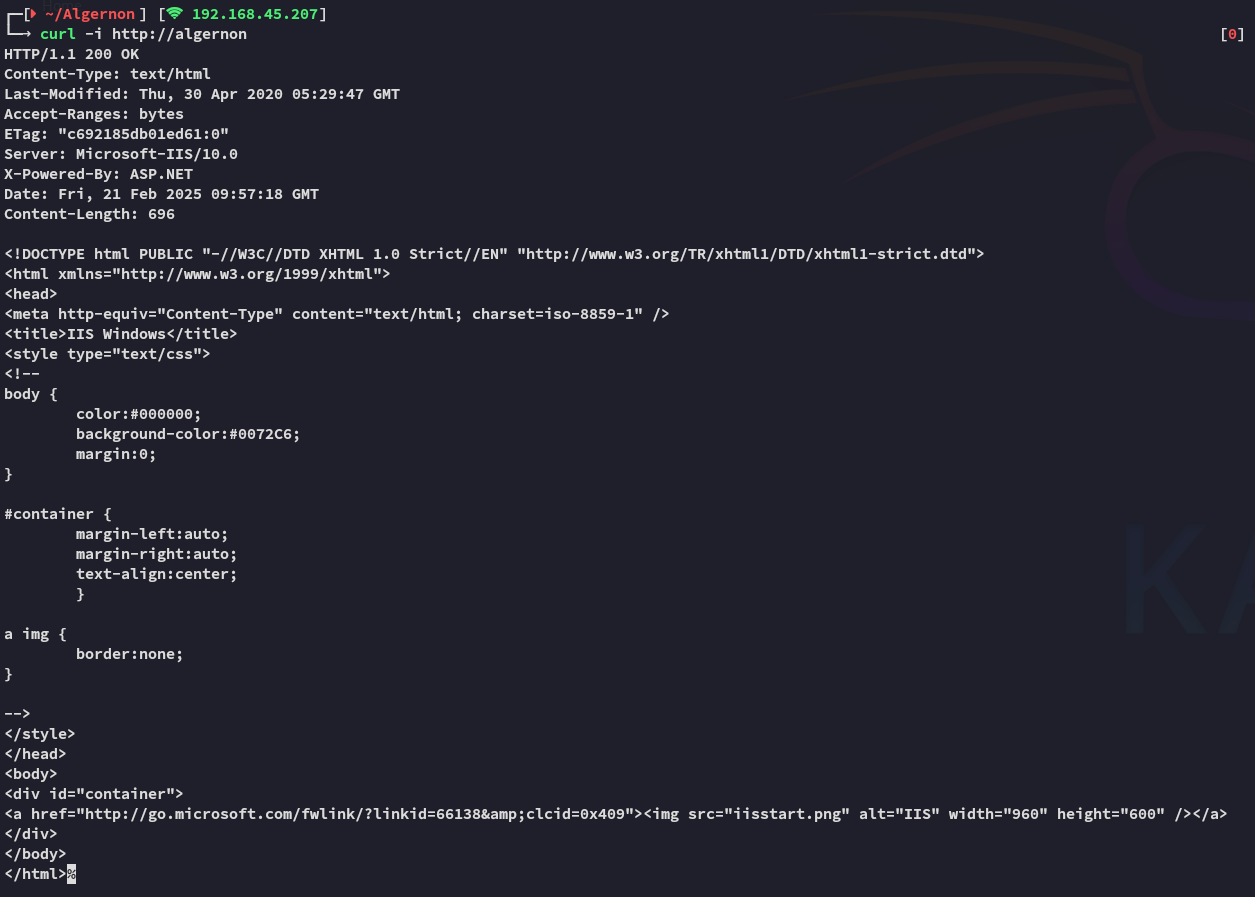 ┌─[ ~/Algernon ] [ 192.168.45.207]
└─→ curl -i http://algernon [0]
HTTP/1.1 200 OK
Content-Type: text/html
Last-Modified: Thu, 30 Apr 2020 05:29:47 GMT
Accept-Ranges: bytes
ETag: "c692185db01ed61:0"
Server: Microsoft-IIS/10.0
X-Powered-By: ASP.NET
Date: Fri, 21 Feb 2025 09:57:18 GMT
Content-Length: 696

<!DOCTYPE html PUBLIC "-//W3C//DTD XHTML 1.0 Strict//EN" "http://www.w3.org/TR/xhtml1/DTD/xhtml1-strict.dtd">
<html xmlns="http://www.w3.org/1999/xhtml">
<head>
<meta http-equiv="Content-Type" content="text/html; charset=iso-8859-1" />
<title>IIS Windows</title>
<style type="text/css">
<!--
body {
        color:#000000;
        background-color:#0072C6;
        margin:0;
}

#container {
        margin-left:auto;
        margin-right:auto;
        text-align:center;
        }

a img {
        border:none;
}

-->
</style>
</head>
<body>
<div id="container">
<a href="http://go.microsoft.com/fwlink/?linkid=66138&amp;clcid=0x409"><img src="iisstart.png" alt="IIS" width="960" height="600" /></a>
</div>
</body>
</html>%
KA